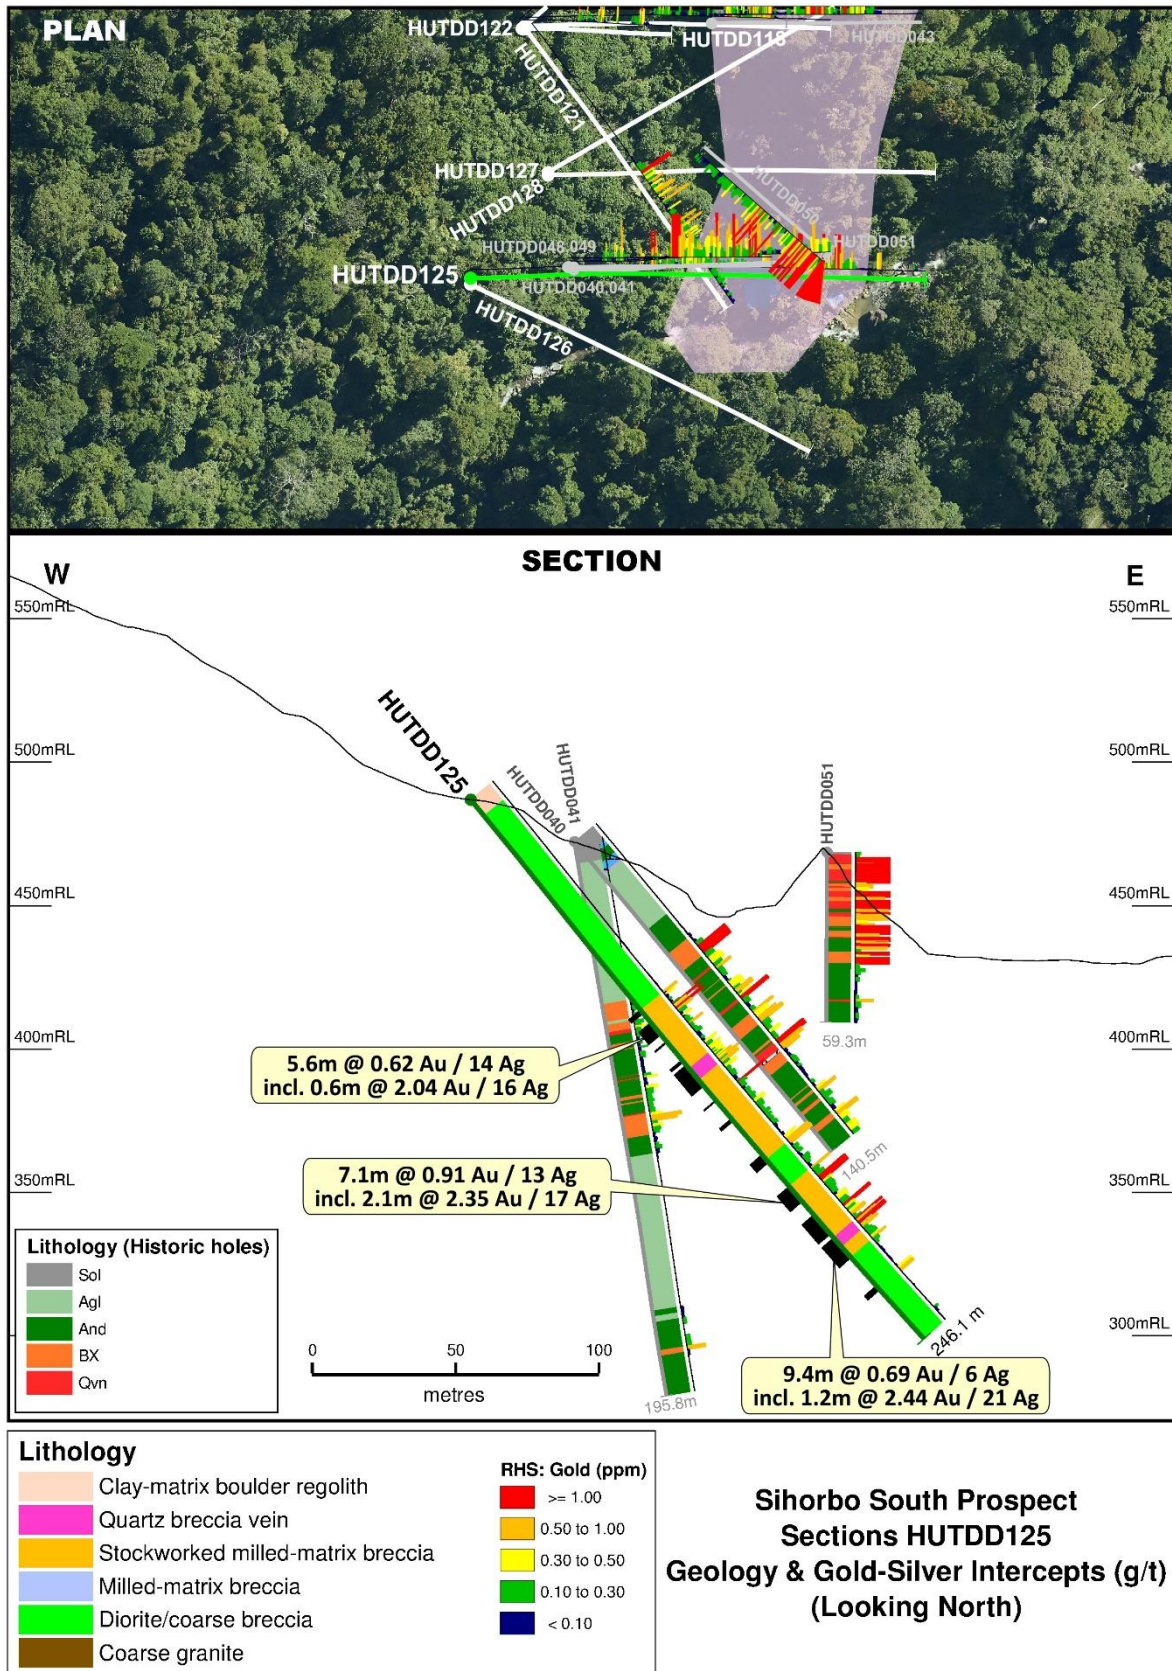 PLAN
HUTDD122
HUTDD118
HUTDD043
HUTDD121
HUTDD127
HUTDD128
HUTDD050
HUTDD048,049
HUTDD051
HUTDD125
HUTDD040,041
HUTDD126
SECTION
W
E
550mRL
550mRL
500mRL
500mRL
HUTDD125
HUTDD040
HUTDD041
HUTDD051
450mRL
450mRL
400mRL
400mRL
59.3m
5.6m @ 0.62 Au / 14 Ag
incl. 0.6m @ 2.04 Au / 16 Ag
140.5m
7.1m @ 0.91 Au / 13 Ag
incl. 2.1m @ 2.35 Au / 17 Ag
350mRL
350mRL
Lithology (Historic holes)
Sol
Agl
And
BX
Qvn
300mRL
246.1 m
0 50 100
metres
195.8m
9.4m @ 0.69 Au / 6 Ag
incl. 1.2m @ 2.44 Au / 21 Ag
Lithology
Clay-matrix boulder regolith
Quartz breccia vein
Stockworked milled-matrix breccia
Milled-matrix breccia
Diorite/coarse breccia
Coarse granite
RHS: Gold (ppm)
>= 1.00
0.50 to 1.00
0.30 to 0.50
0.10 to 0.30
< 0.10
Sihorbo South Prospect
Sections HUTDD125
Geology & Gold-Silver Intercepts (g/t)
(Looking North)